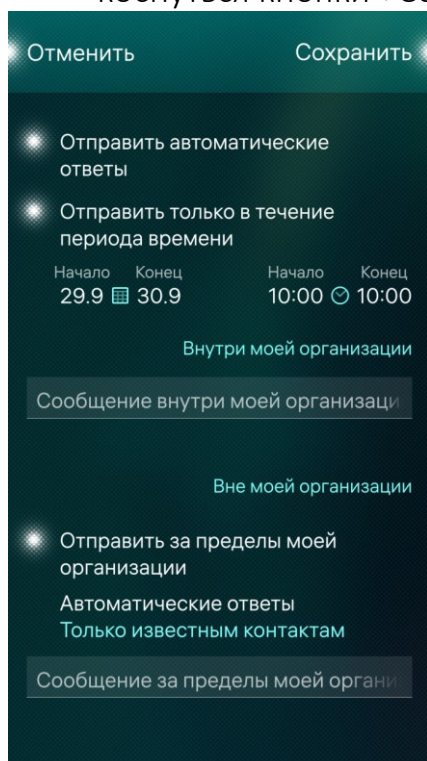 коснуться кнопки
Отменить Сохранить
Отправить автоматические
ответы
Отправить только в течение
периода времени
Начало Конец Начало Конец
29.9 30.9 10:00 10:00
Внутри моей организации
Сообщение внутри моей организаци
Вне моей организации
Отправить за пределы моей
организации
Автоматические ответы
Только известным контактам
Сообщение за пределы моей органи